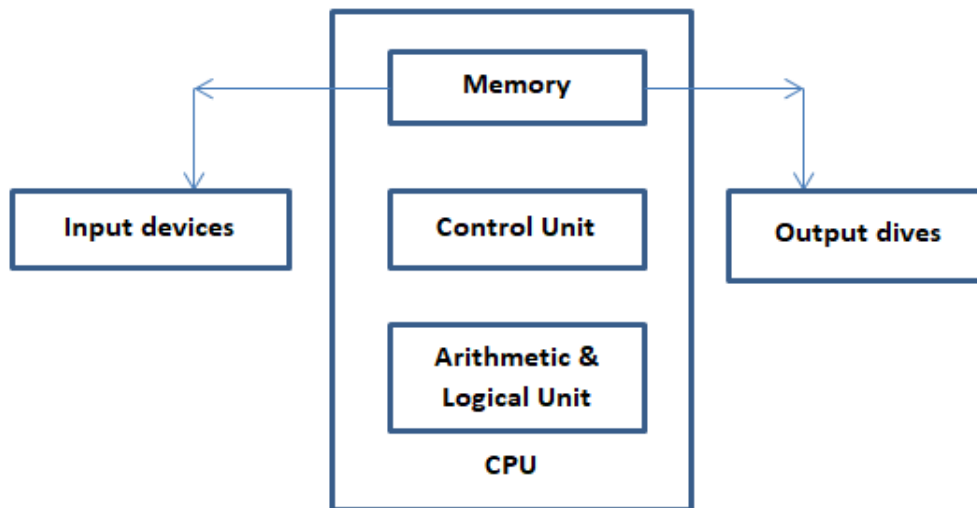 Memory
Input devices
Control Unit
Output dives
Arithmetic &
Logical Unit
CPU